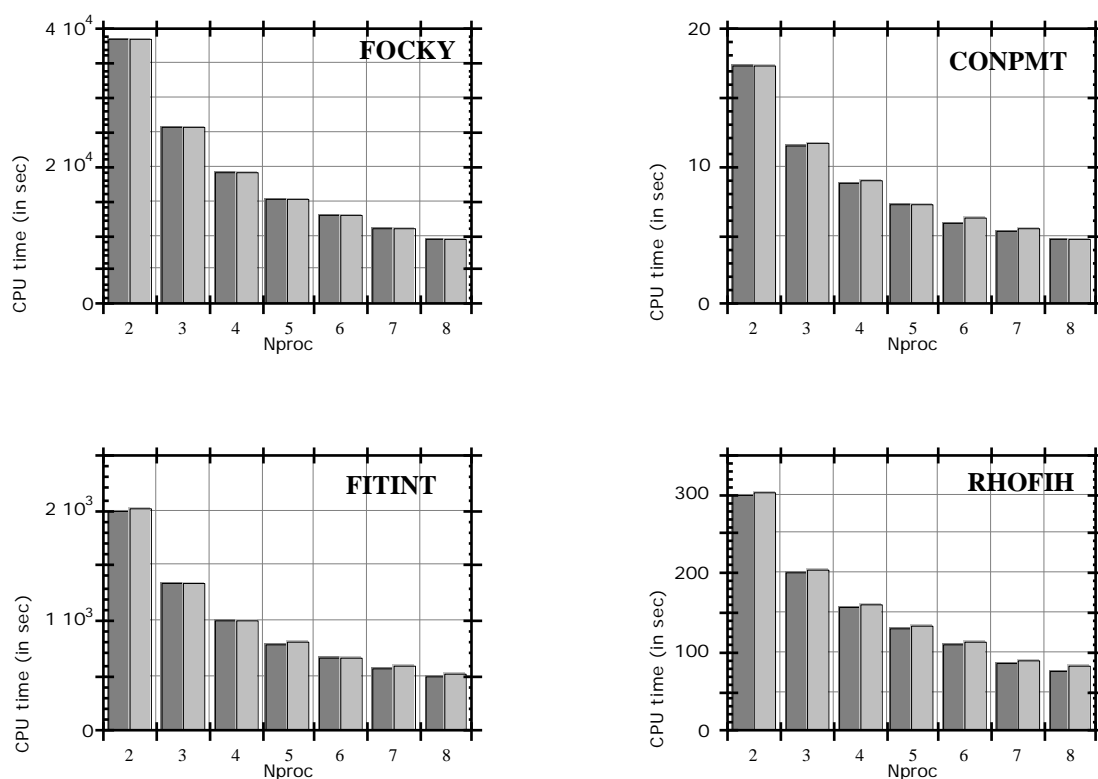 FOCKY
CPU time (in sec)
4 10⁴
2 10⁴
0
2 3 4 5 6 7 8
Nproc
CONPMT
CPU time (in sec)
20
10
0
2 3 4 5 6 7 8
Nproc
FITINT
CPU time (in sec)
2 10³
1 10³
0
2 3 4 5 6 7 8
Nproc
RHOFIH
CPU time (in sec)
300
200
100
0
2 3 4 5 6 7 8
Nproc